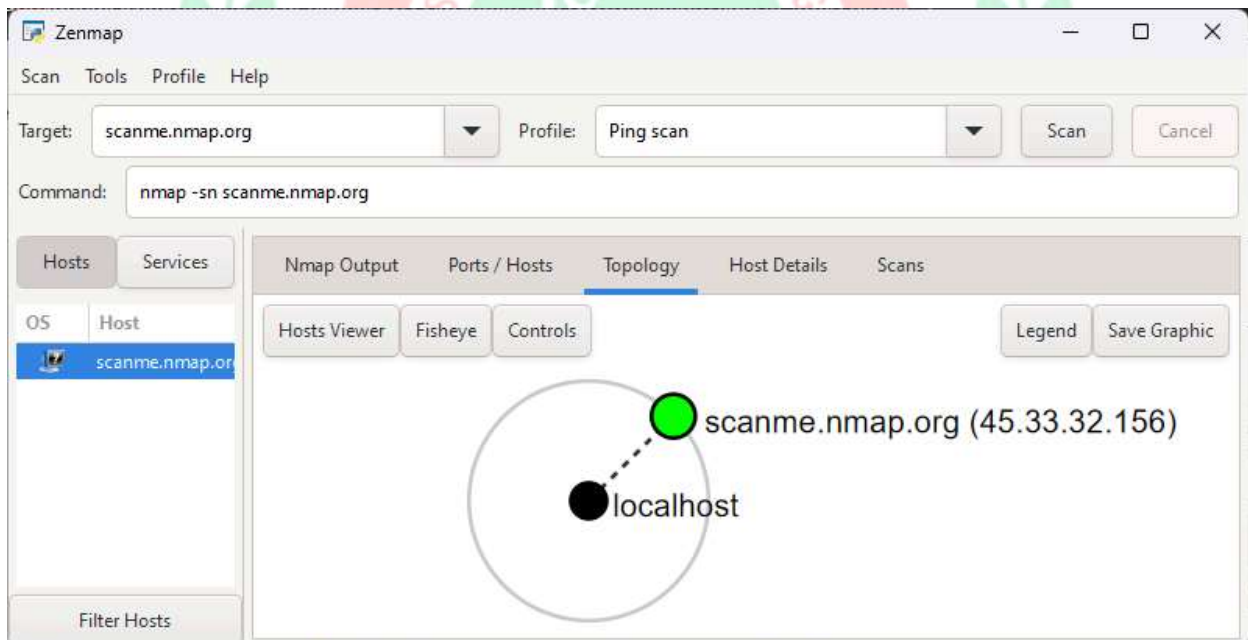 Zenmap
Scan Tools Profile Help
Target: scanme.nmap.org Profile: Ping scan Scan Cancel
Command: nmap -sn scanme.nmap.org
Hosts Services Nmap Output Ports / Hosts Topology Host Details Scans
OS Host Hosts Viewer Fisheye Controls Legend Save Graphic
scanme.nmap.or
scanme.nmap.org (45.33.32.156)
localhost
Filter Hosts